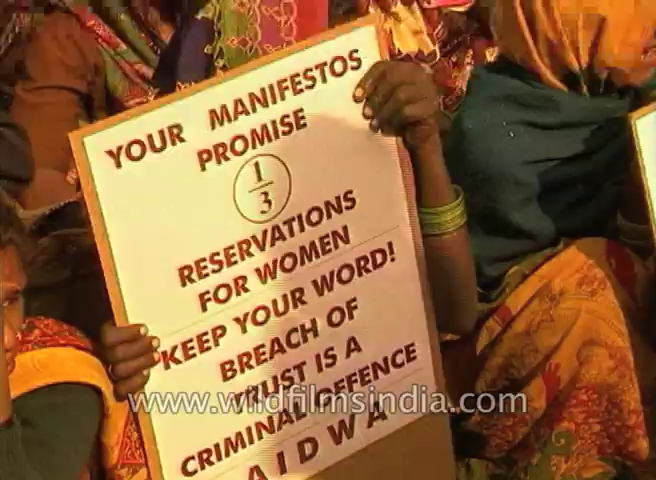 YOUR MANIFESTOS
PROMISE
1/3
RESERVATIONS
FOR WOMEN
KEEP YOUR WORD!
BREACH OF
TRUST IS A
CRIMINAL OFFENCE
AIDWA
www.wildfilmsindia.com